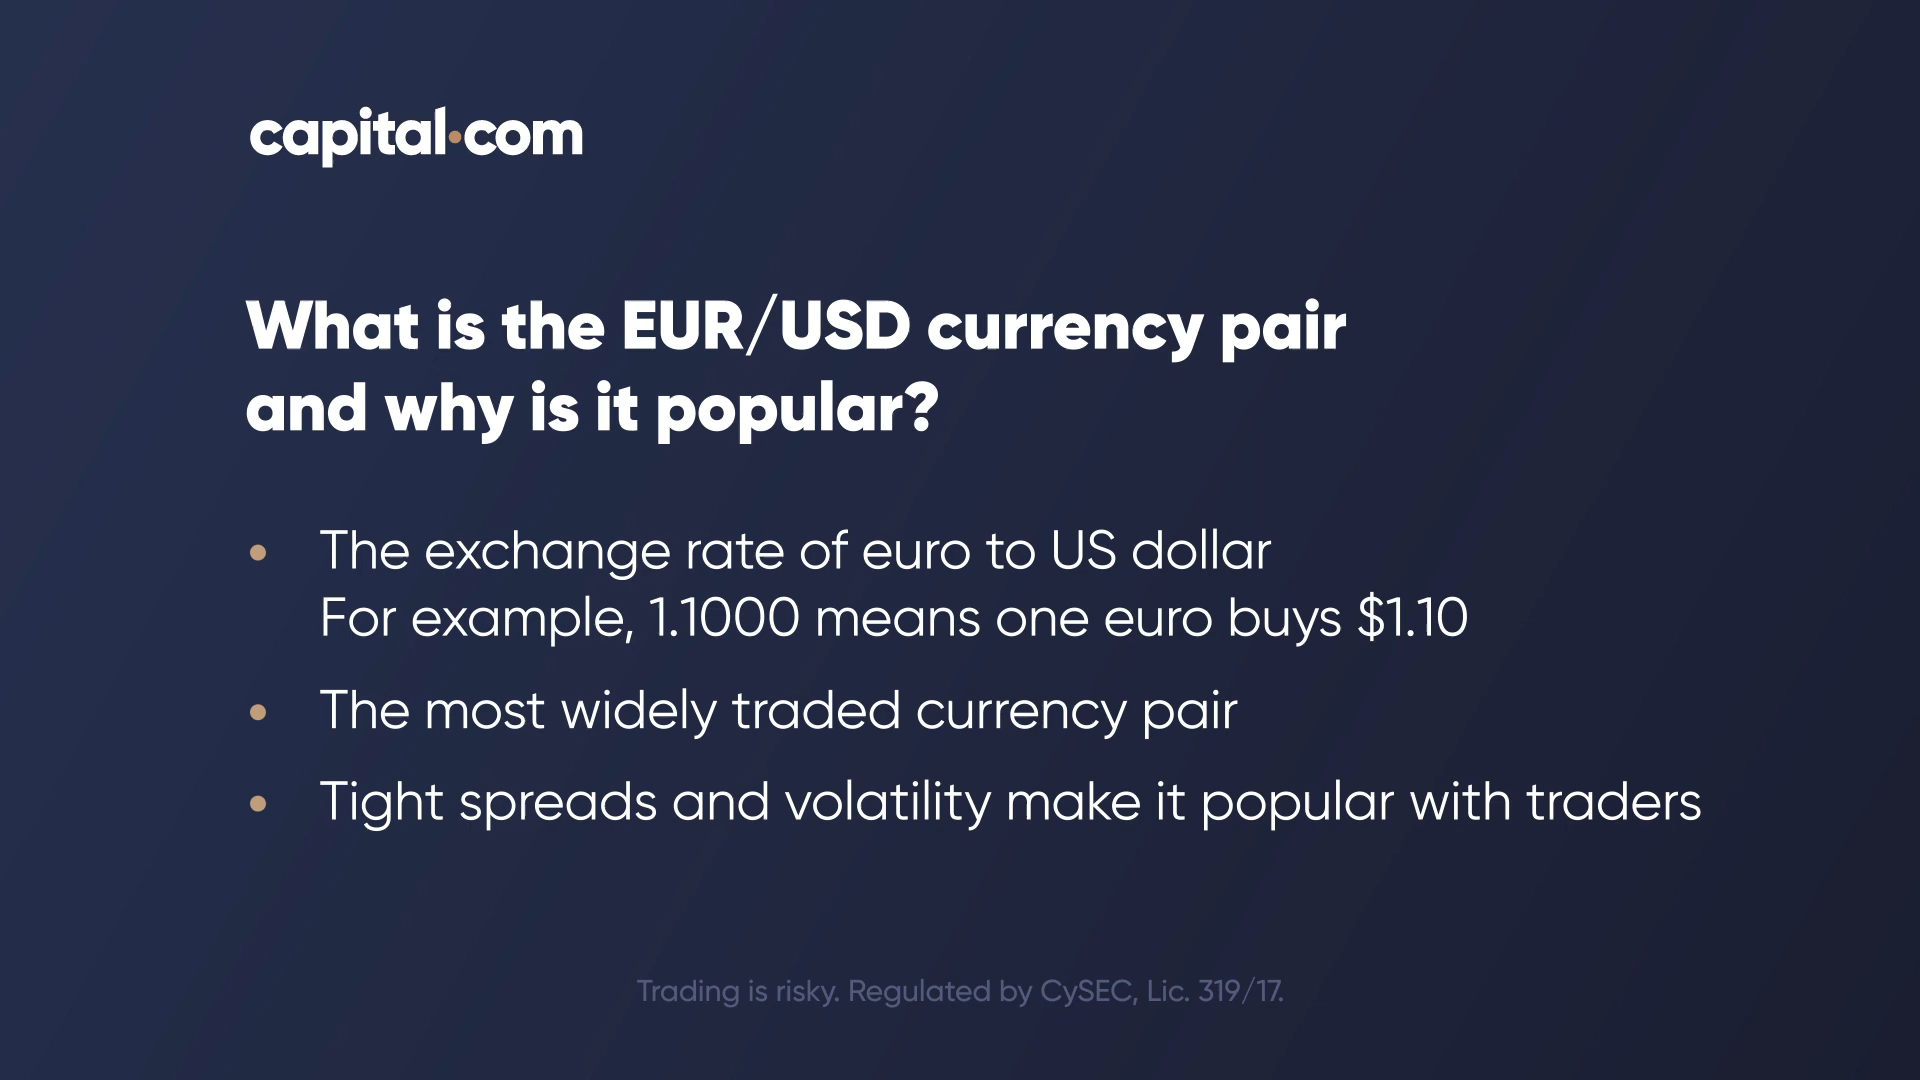 capital•com
What is the EUR/USD currency pair
and why is it popular?
• The exchange rate of euro to US dollar
For example, 1.1000 means one euro buys $1.10
• The most widely traded currency pair
• Tight spreads and volatility make it popular with traders
Trading is risky. Regulated by CySEC, Lic. 319/17.